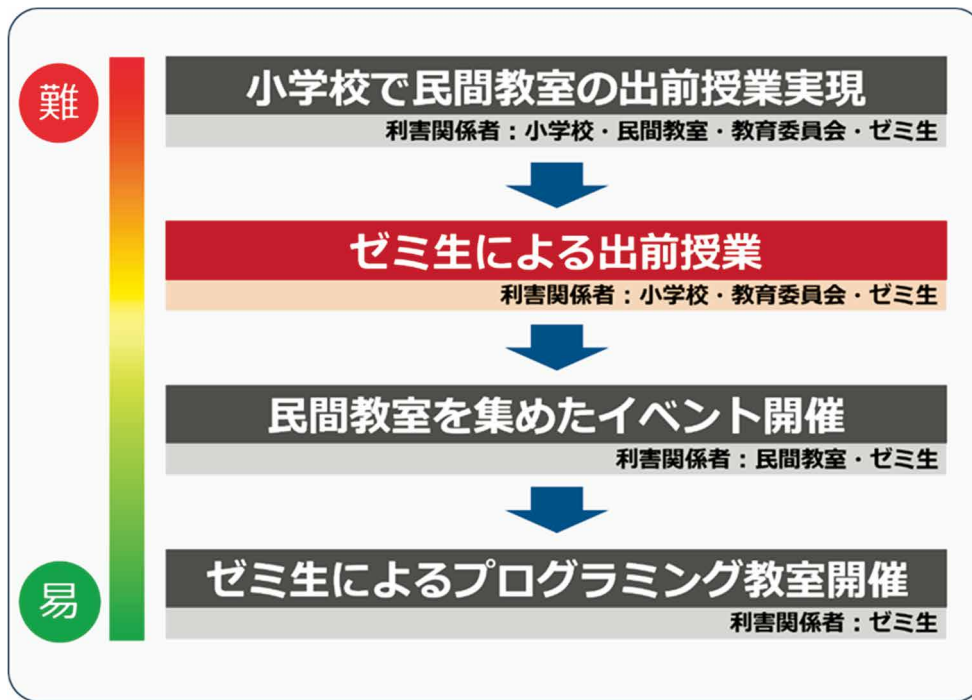 難
小学校で民間教室の出前授業実現
利害関係者：小学校・民間教室・教育委員会・ゼミ生
ゼミ生による出前授業
利害関係者：小学校・教育委員会・ゼミ生
民間教室を集めたイベント開催
利害関係者：民間教室・ゼミ生
易
ゼミ生によるプログラミング教室開催
利害関係者：ゼミ生